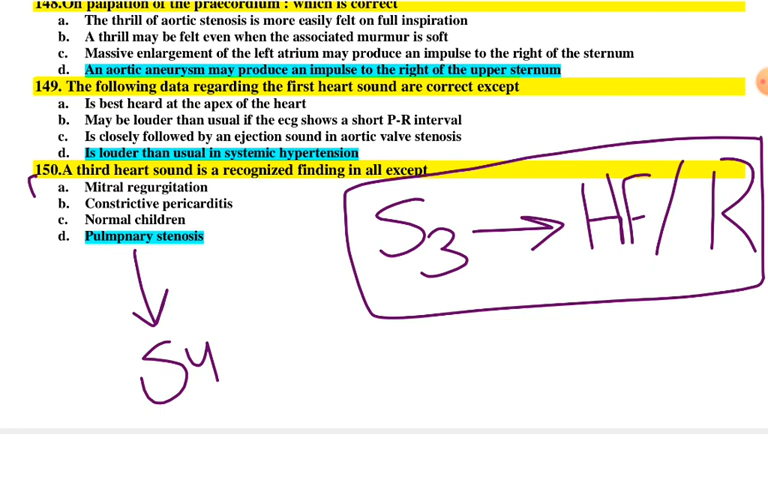 148.On palpation of the praecordium : which is correct
a. The thrill of aortic stenosis is more easily felt on full inspiration
b. A thrill may be felt even when the associated murmur is soft
c. Massive enlargement of the left atrium may produce an impulse to the right of the sternum
d. An aortic aneurysm may produce an impulse to the right of the upper sternum
149. The following data regarding the first heart sound are correct except
a. Is best heard at the apex of the heart
b. May be louder than usual if the ecg shows a short P-R interval
c. Is closely followed by an ejection sound in aortic valve stenosis
d. Is louder than usual in systemic hypertension
150.A third heart sound is a recognized finding in all except
a. Mitral regurgitation
b. Constrictive pericarditis
c. Normal children
d. Pulmpnary stenosis
S3 → HF/R
S4